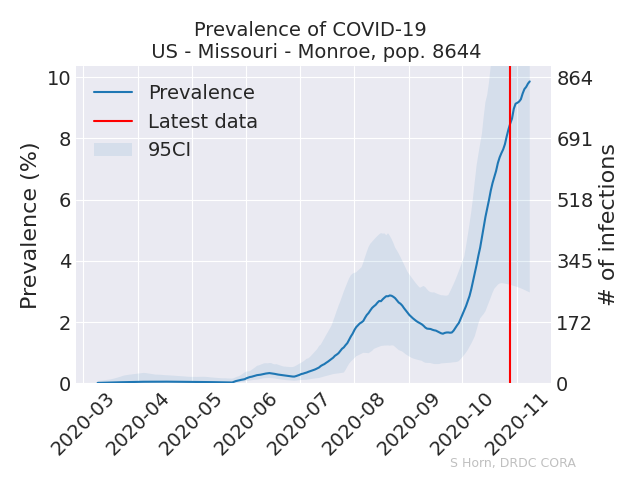 Prevalence of COVID-19
US - Missouri - Monroe, pop. 8644
Prevalence
Latest data
95CI
Prevalence (%)
10
8
6
4
2
0
864
691
518
345
172
0
# of infections
2020-03
2020-04
2020-05
2020-06
2020-07
2020-08
2020-09
2020-10
2020-11
S Horn, DRDC CORA